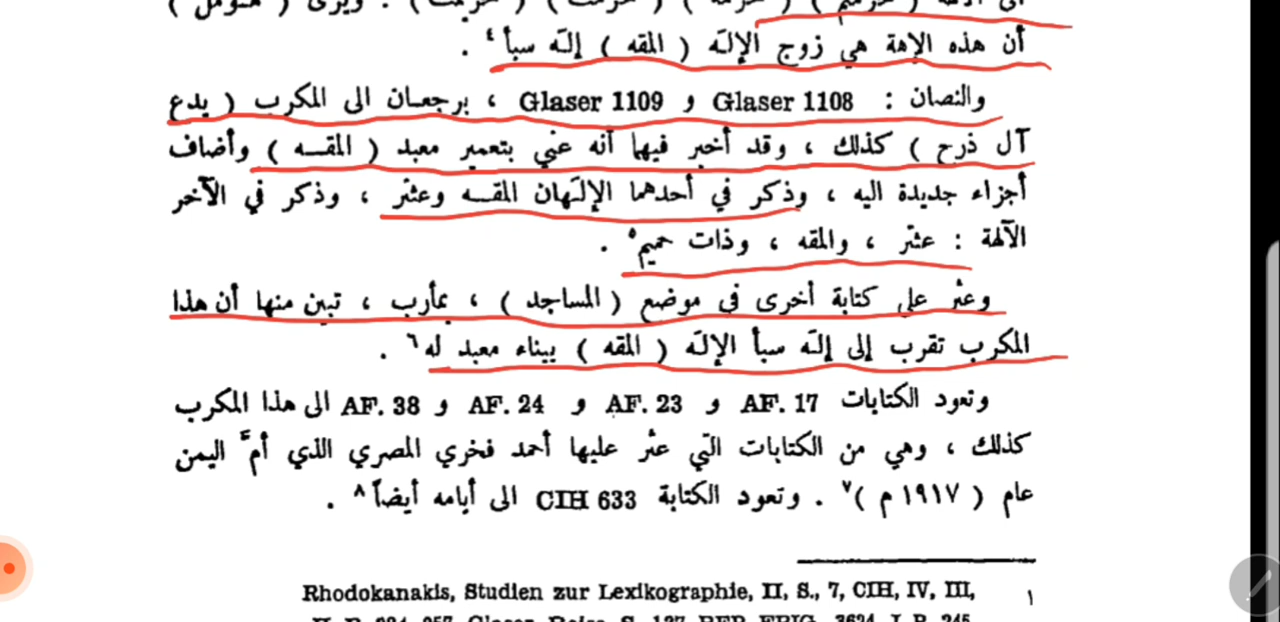 أن هذه الإهة هي زوج الإلَه ( المقه ) إلَه سبأ ٤ .
والنصان : Glaser 1108 و Glaser 1109 ، يرجعـان الى المكرب ( يدع
آل ذرح ) كذلك ، وقد أخبر فيها أنه عني بتعمير معبد ( المقـه ) وأضاف
أجزاء جديدة اليه ، وذكر في أحدهما الإلَهان المقـه وعثتر ، وذكر في الآخر
الآلهة : عثتر ، والمقه ، وذات حميم ٥ .
وعثر على كتابة أخرى في موضع ( المساجد ) ، بمأرب ، تبين منها أن هذا
المكرب تقرب إلى إلَه سبأ الإلَه ( المقه ) ببناء معبد له ٦ .
وتعود الكتابات AF. 17 و AF. 23 و AF. 24 و AF. 38 الى هذا المكرب
كذلك ، وهي من الكتابات التي عثر عليها أحمد فخري المصري الذي أمَّ اليمن
عام ( ١٩١٧ م ) ٧ . وتعود الكتابة CIH 633 الى أيامه أيضاً ٨ .
١ Rhodokanakis, Studien zur Lexikographie, II, S., 7, CIH, IV, III,